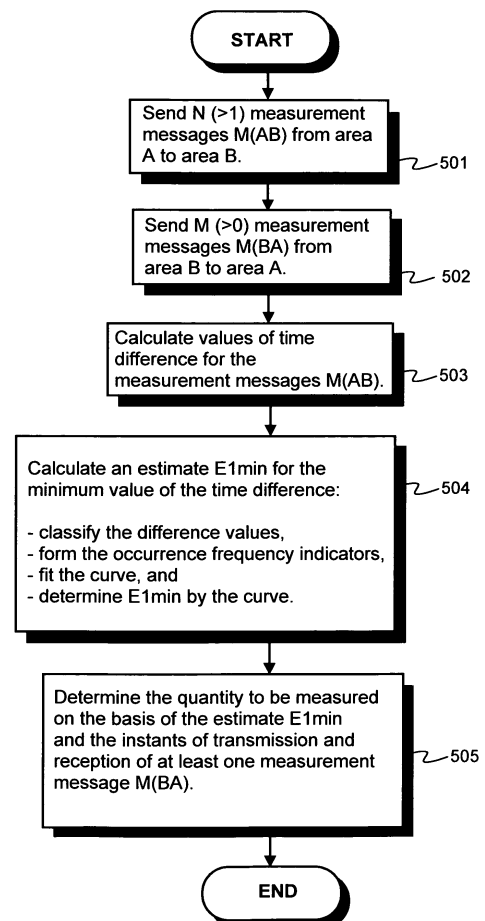 START
Send N (>1) measurement
messages M(AB) from area
A to area B.
501
Send M (>0) measurement
messages M(BA) from
area B to area A.
502
Calculate values of time
difference for the
measurement messages M(AB).
503
Calculate an estimate E1min for the
minimum value of the time difference:
- classify the difference values,
- form the occurrence frequency indicators,
- fit the curve, and
- determine E1min by the curve.
504
Determine the quantity to be measured
on the basis of the estimate E1min
and the instants of transmission and
reception of at least one measurement
message M(BA).
505
END